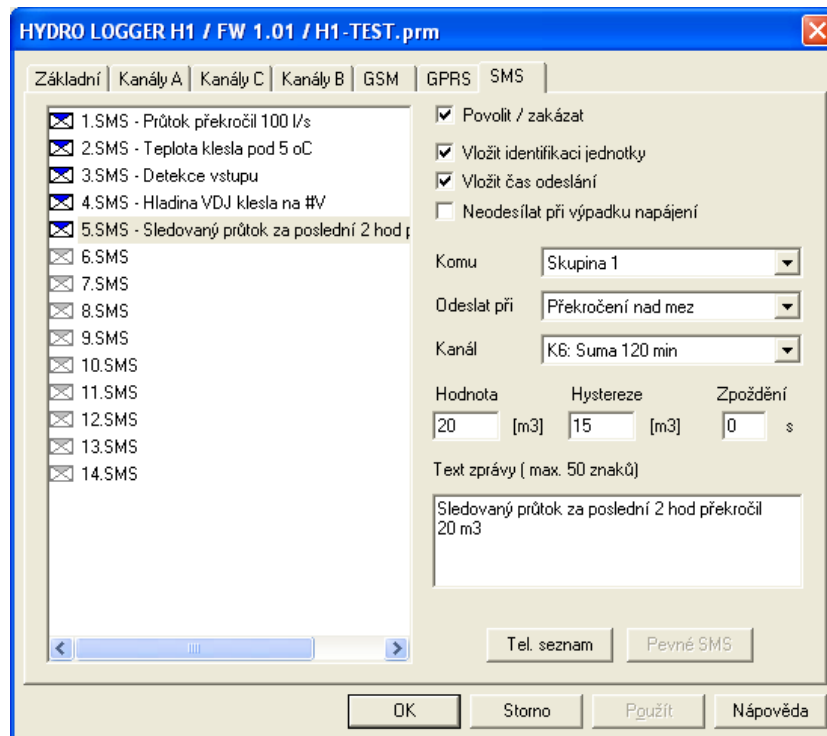 HYDRO LOGGER H1 / FW 1.01 / H1-TEST.prm
Základní Kanály A Kanály C Kanály B GSM GPRS SMS
1.SMS - Průtok překročil 100 l/s
2.SMS - Teplota klesla pod 5 oC
3.SMS - Detekce vstupu
4.SMS - Hladina VDJ klesla na #V
5.SMS - Sledovaný průtok za poslední 2 hod
6.SMS
7.SMS
8.SMS
9.SMS
10.SMS
11.SMS
12.SMS
13.SMS
14.SMS
Povolit / zakázat
Vložit identifikaci jednotky
Vložit čas odeslání
Neodesílat při výpadku napájení
Komu Skupina 1
Odeslat při Překročení nad mez
Kanál K6: Suma 120 min
Hodnota Hystereze Zpoždění
20 [m3] 15 [m3] 0 s
Text zprávy ( max. 50 znaků)
Sledovaný průtok za poslední 2 hod překročil
20 m3
Tel. seznam Pevné SMS
OK Storno Použít Nápověda